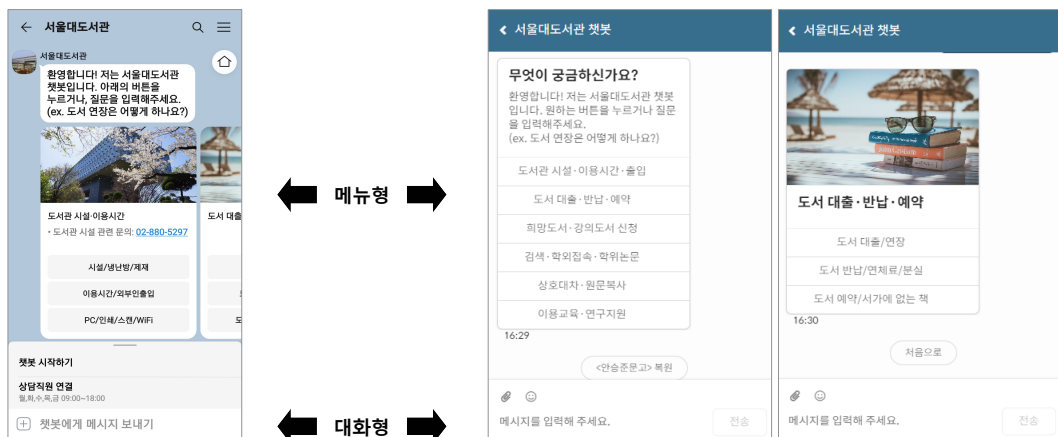 서울대도서관
서울대도서관
환영합니다! 저는 서울대도서관
챗봇입니다. 아래의 버튼을
누르거나, 질문을 입력해주세요.
(ex. 도서 연장은 어떻게 하나요?)
도서관 시설·이용시간
• 도서관 시설 관련 문의: 02-880-5297
시설/냉난방/제재
이용시간/외부인출입
PC/인쇄/스캔/WiFi
도서 대출
챗봇 시작하기
상담직원 연결
월,화,수,목,금 09:00~18:00
챗봇에게 메시지 보내기
메뉴형
대화형
서울대도서관 챗봇
무엇이 궁금하신가요?
환영합니다! 저는 서울대도서관 챗봇
입니다. 원하는 버튼을 누르거나 질문
을 입력해주세요.
(ex. 도서 연장은 어떻게 하나요?)
도서관 시설·이용시간·출입
도서 대출·반납·예약
희망도서·강의도서 신청
검색·학외접속·학위논문
상호대차·원문복사
이용교육·연구지원
16:29
<안승준문고> 복원
메시지를 입력해 주세요.
전송
서울대도서관 챗봇
도서 대출·반납·예약
도서 대출/연장
도서 반납/연체료/분실
도서 예약/서가에 없는 책
16:30
처음으로
메시지를 입력해 주세요.
전송